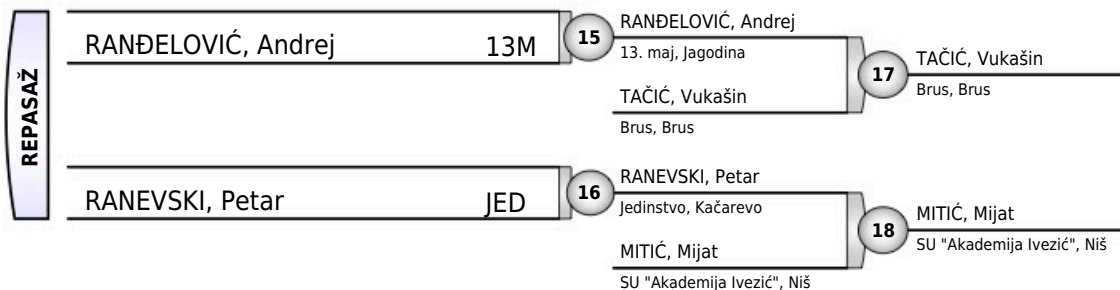 REPASAŽ
RANĐELOVIĆ, Andrej 13M
15
RANĐELOVIĆ, Andrej
13. maj, Jagodina
TAČIĆ, Vukašin
Brus, Brus
17
TAČIĆ, Vukašin
Brus, Brus
RANEVSKI, Petar JED
16
RANEVSKI, Petar
Jedinstvo, Kačarevo
MITIĆ, Mijat
SU "Akademija Ivezić", Niš
18
MITIĆ, Mijat
SU "Akademija Ivezić", Niš